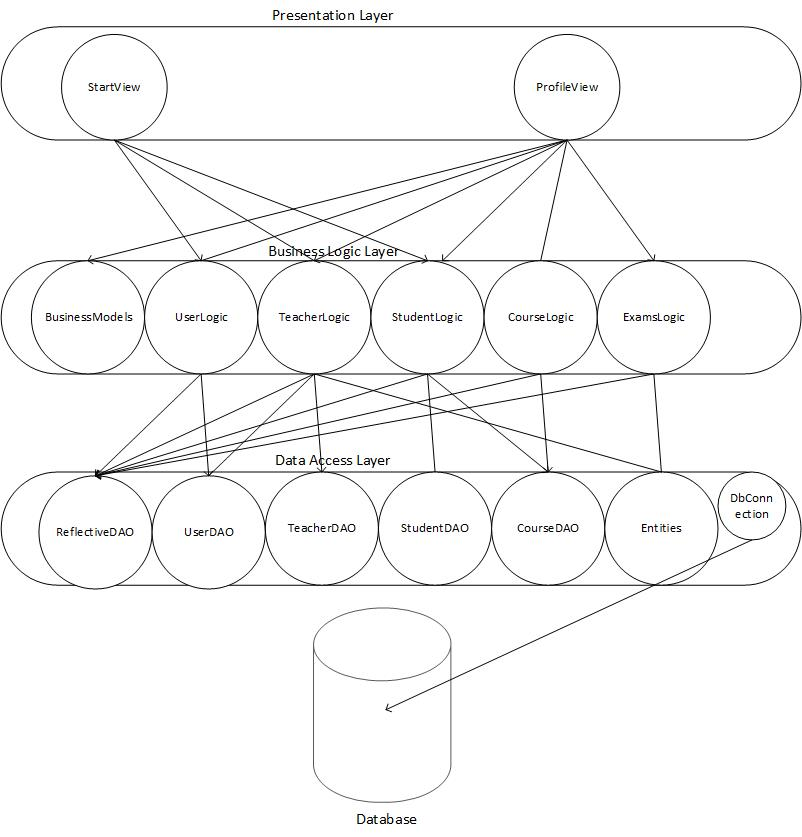 Presentation Layer
StartView
ProfileView
Business Logic Layer
BusinessModels
UserLogic
TeacherLogic
StudentLogic
CourseLogic
ExamsLogic
Data Access Layer
ReflectiveDAO
UserDAO
TeacherDAO
StudentDAO
CourseDAO
Entities
DbConn
ection
Database